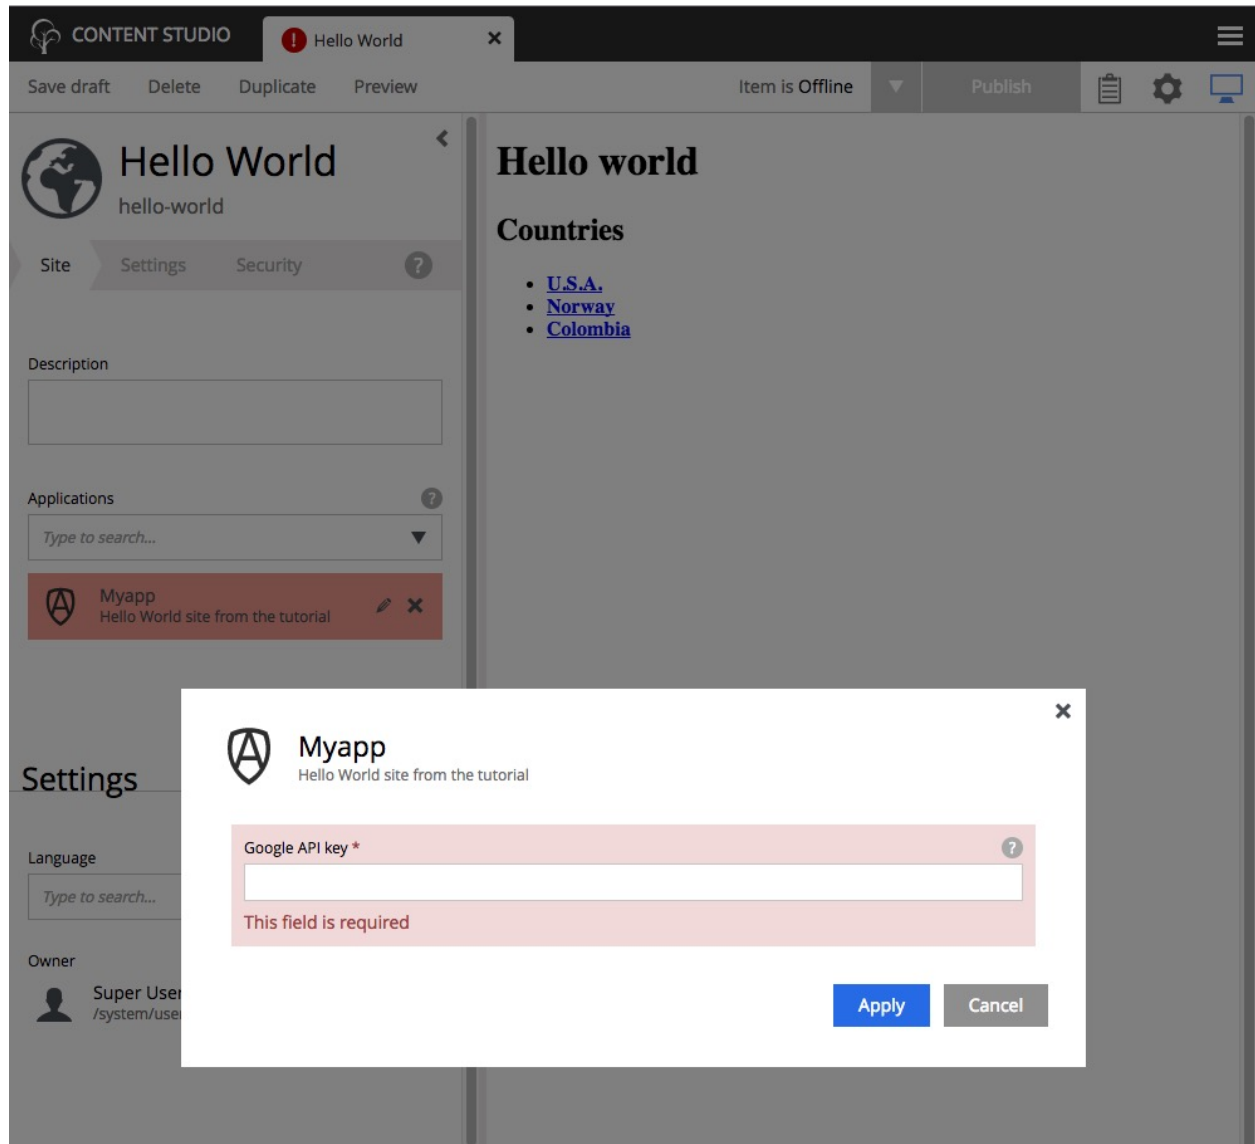 CONTENT STUDIO
Hello World
Save draft Delete Duplicate Preview Item is Offline Publish
Hello World
hello-world
Site Settings Security ?
Description
Applications ?
Type to search...
Myapp
Hello World site from the tutorial
Settings
Language
Type to search...
Owner
Super User
/system/user
Hello world
Countries
U.S.A.
Norway
Colombia
Myapp
Hello World site from the tutorial
Google API key * ?
This field is required
Apply Cancel